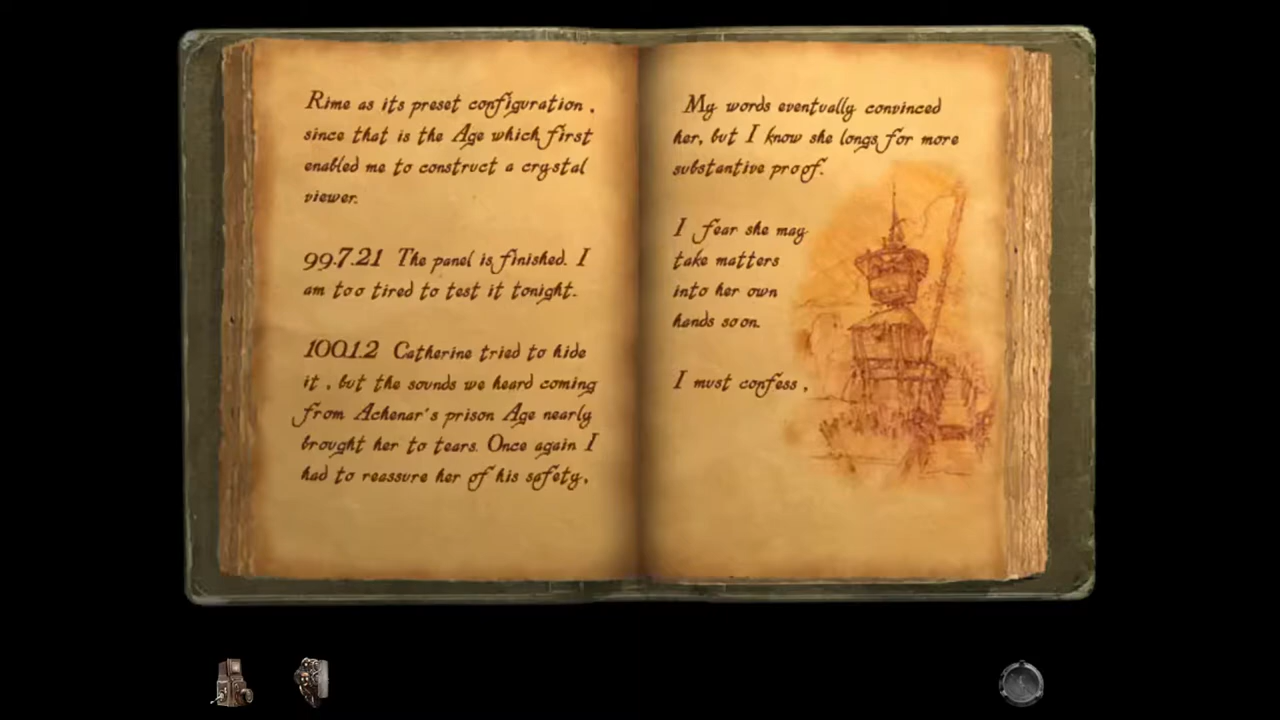 Rime as its preset configuration,
since that is the Age which first
enabled me to construct a crystal
viewer.
99.7.21 The panel is finished. I
am too tired to test it tonight.
100.1.2 Catherine tried to hide
it, but the sounds we heard coming
from Achenar's prison Age nearly
brought her to tears. Once again I
had to reassure her of his safety,
My words eventually convinced
her, but I know she longs for more
substantive proof.
I fear she may
take matters
into her own
hands soon.
I must confess,